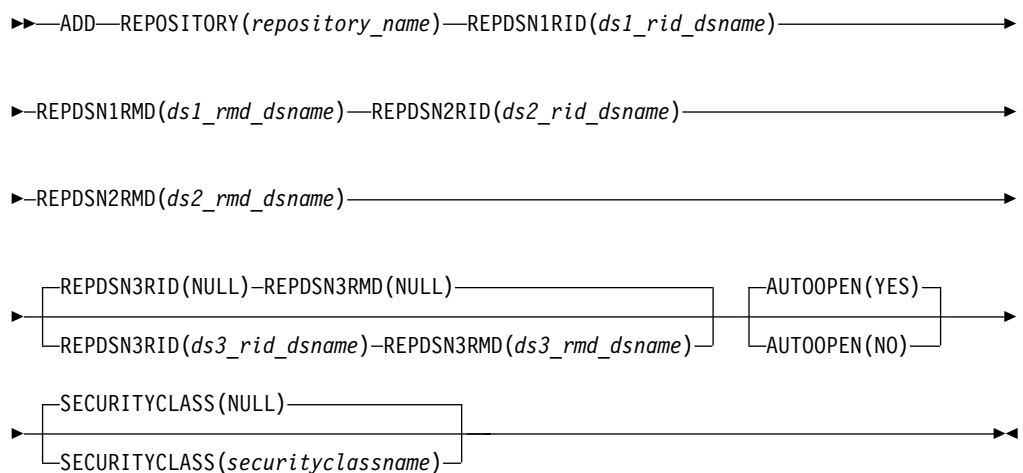 ADD REPOSITORY(repository_name) REPDSN1RID(ds1_rid_dsname)
REPDSN1RMD(ds1_rmd_dsname) REPDSN2RID(ds2_rid_dsname)
REPDSN2RMD(ds2_rmd_dsname)
REPDSN3RID(NULL) REPDSN3RMD(NULL) AUTOOPEN(YES)
REPDSN3RID(ds3_rid_dsname) REPDSN3RMD(ds3_rmd_dsname) AUTOOPEN(NO)
SECURITYCLASS(NULL)
SECURITYCLASS(securityclassname)